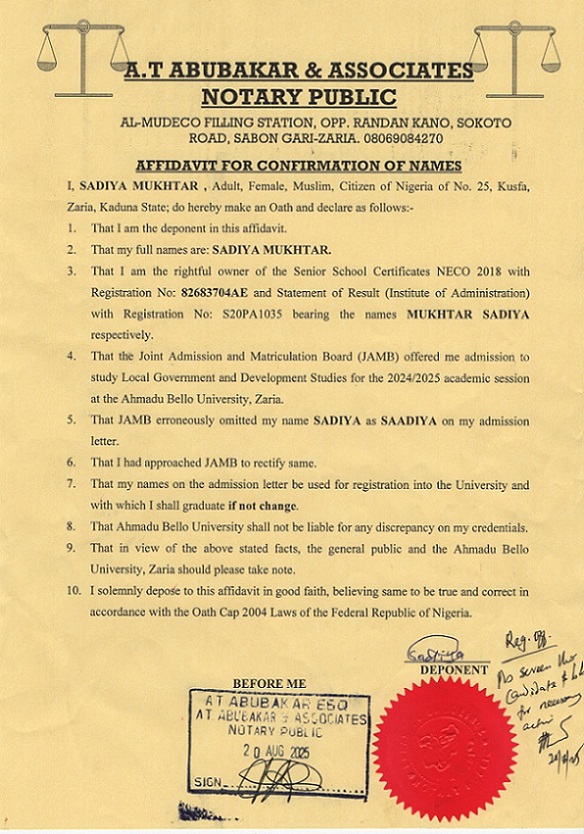 A.T ABUBAKAR & ASSOCIATES
NOTARY PUBLIC
AL-MUDECO FILLING STATION, OPP. RANDAN KANO, SOKOTO
ROAD, SABON GARI-ZARIA. 08069084270
AFFIDAVIT FOR CONFIRMATION OF NAMES
I, SADIYA MUKHTAR , Adult, Female, Muslim, Citizen of Nigeria of No. 25, Kusfa,
Zaria, Kaduna State; do hereby make an Oath and declare as follows:-
1. That I am the deponent in this affidavit.
2. That my full names are: SADIYA MUKHTAR.
3. That I am the rightful owner of the Senior School Certificates NECO 2018 with
Registration No: 82683704AE and Statement of Result (Institute of Administration)
with Registration No: S20PA1035 bearing the names MUKHTAR SADIYA
respectively.
4. That the Joint Admission and Matriculation Board (JAMB) offered me admission to
study Local Government and Development Studies for the 2024/2025 academic session
at the Ahmadu Bello University, Zaria.
5. That JAMB erroneously omitted my name SADIYA as SAADIYA on my admission
letter.
6. That I had approached JAMB to rectify same.
7. That my names on the admission letter be used for registration into the University and
with which I shall graduate if not change.
8. That Ahmadu Bello University shall not be liable for any discrepancy on my credentials.
9. That in view of the above stated facts, the general public and the Ahmadu Bello
University, Zaria should please take note.
10. I solemnly depose to this affidavit in good faith, believing same to be true and correct in
accordance with the Oath Cap 2004 Laws of the Federal Republic of Nigeria.
Sadiya
DEPONENT
BEFORE ME
AT ABUBAKAR ESQ
AT ABUBAKAR & ASSOCIATES
NOTARY PUBLIC
20 AUG 2025
SIGN
Reg. Off.
screen the
Candidate
for necessary
action